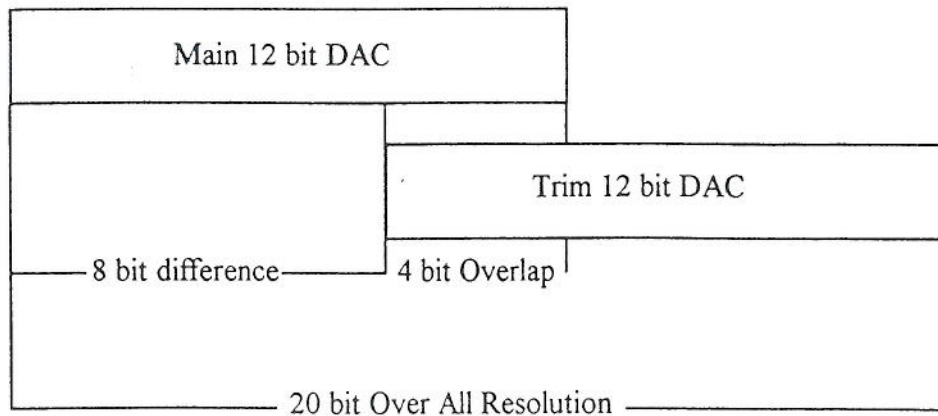 Main 12 bit DAC
Trim 12 bit DAC
8 bit difference
4 bit Overlap
20 bit Over All Resolution